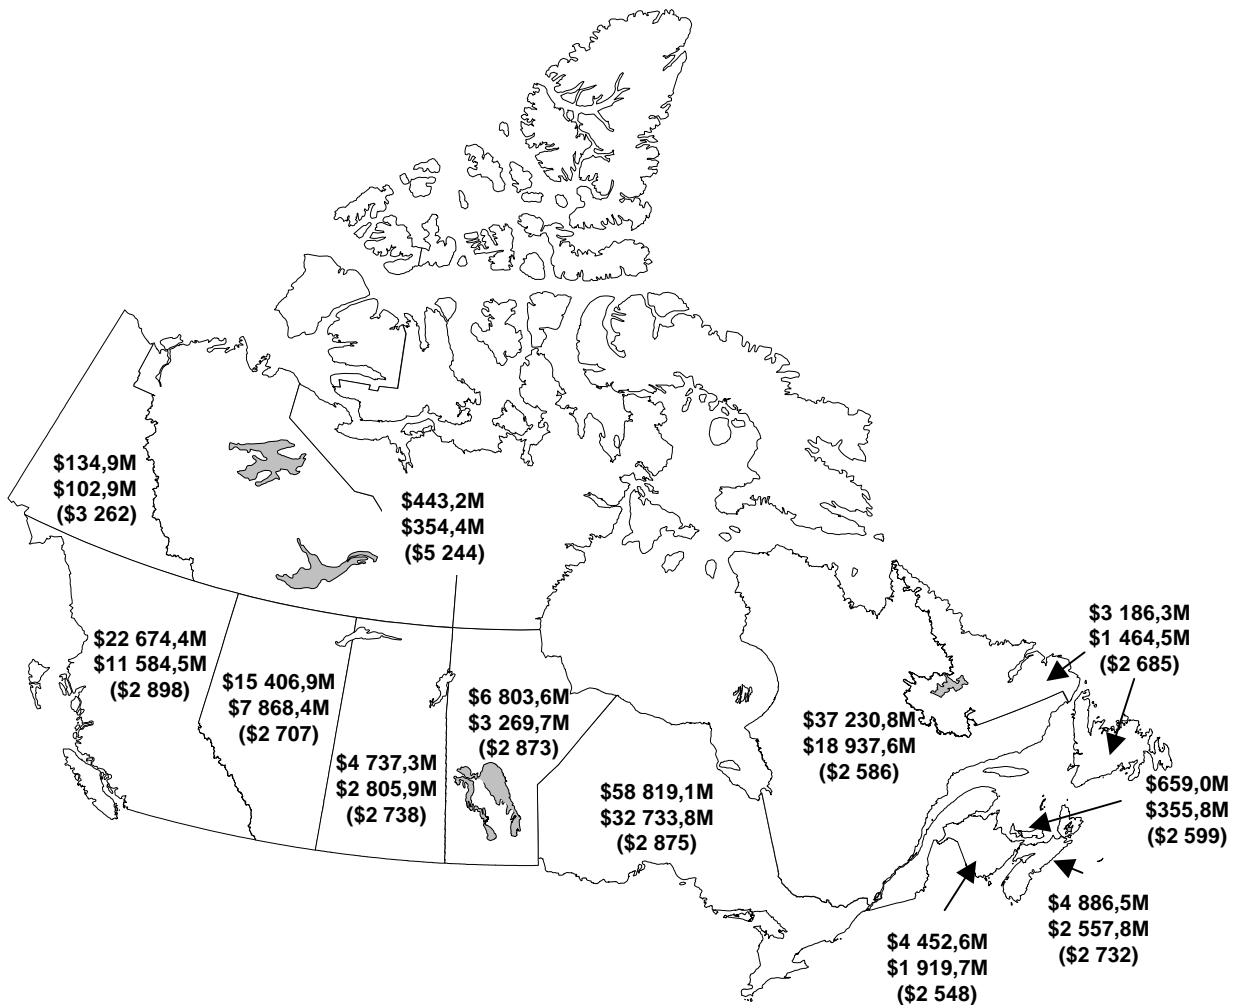 $134,9M
$102,9M
($3 262)
$443,2M
$354,4M
($5 244)
$22 674,4M
$11 584,5M
($2 898)
$15 406,9M
$7 868,4M
($2 707)
$4 737,3M
$2 805,9M
($2 738)
$6 803,6M
$3 269,7M
($2 873)
$58 819,1M
$32 733,8M
($2 875)
$37 230,8M
$18 937,6M
($2 586)
$3 186,3M
$1 464,5M
($2 685)
$659,0M
$355,8M
($2 599)
$4 886,5M
$2 557,8M
($2 732)
$4 452,6M
$1 919,7M
($2 548)